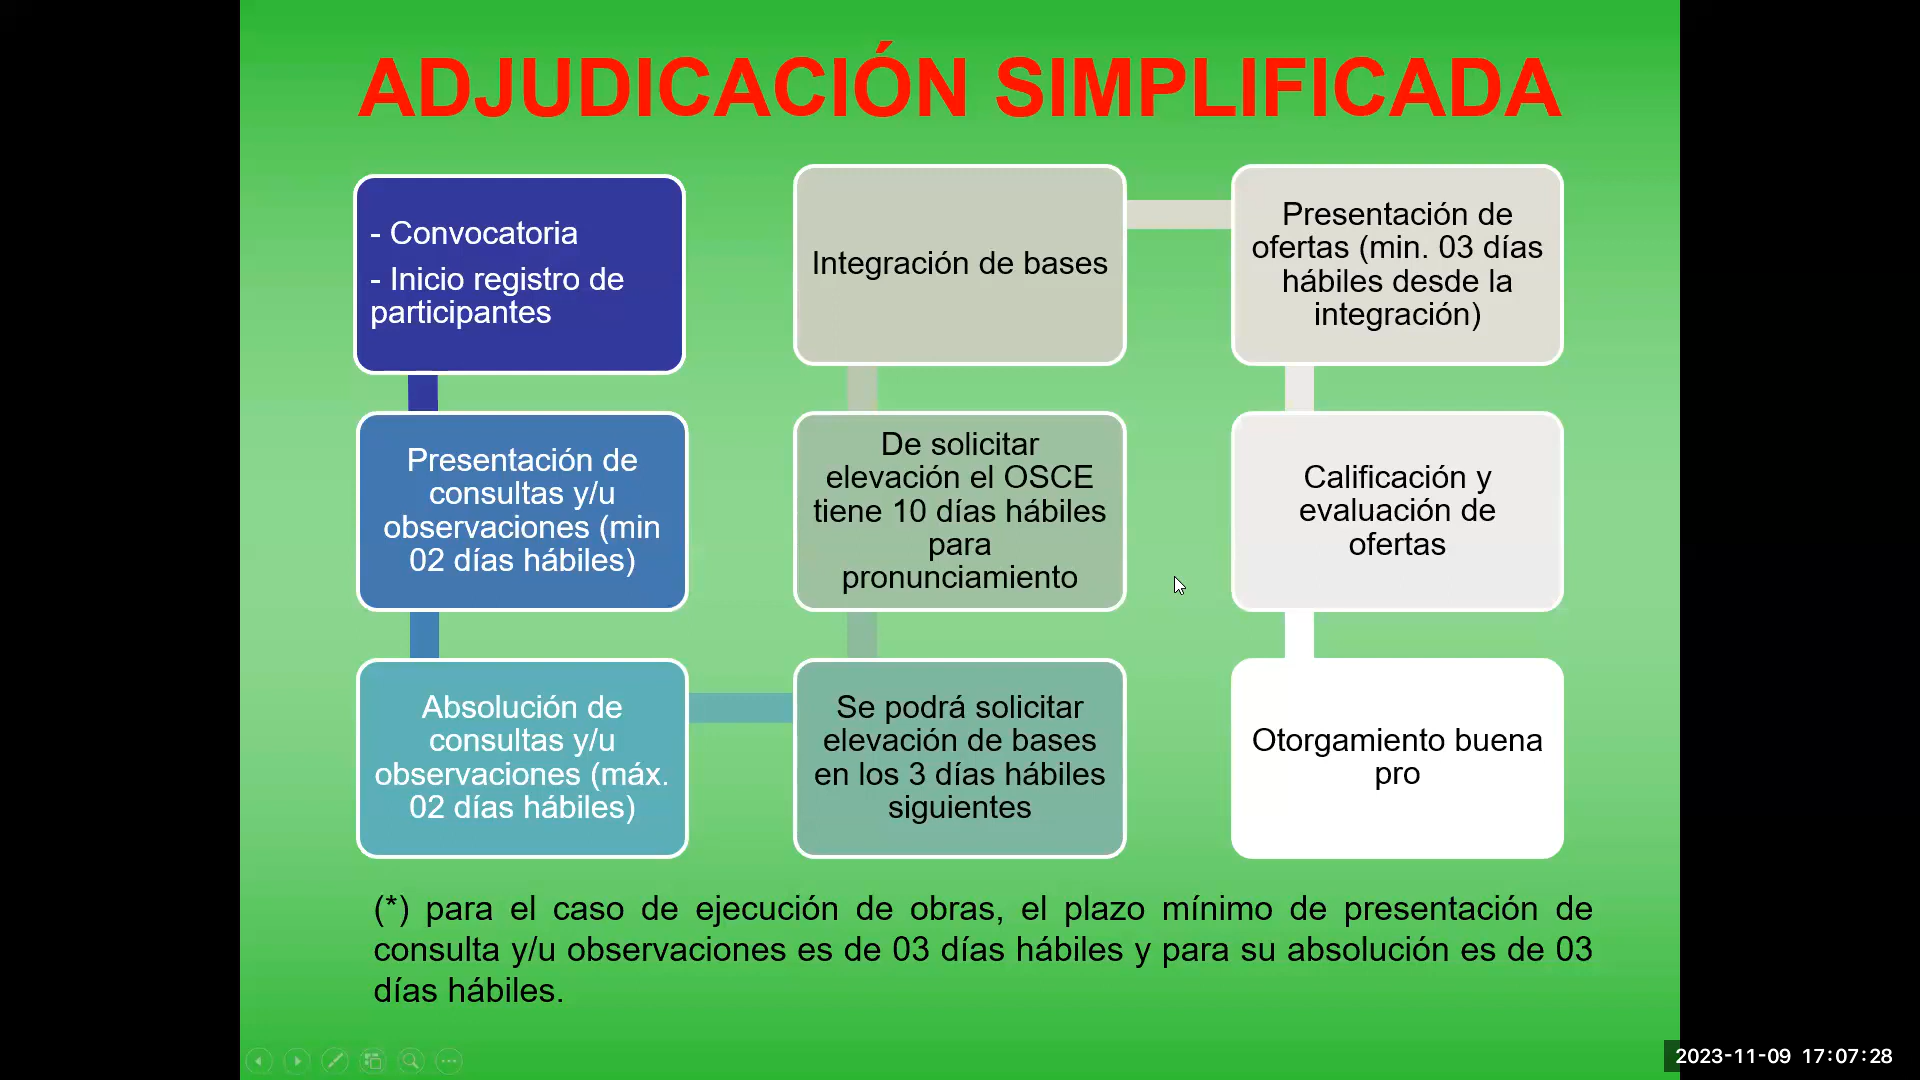 ADJUDICACIÓN SIMPLIFICADA
- Convocatoria
- Inicio registro de
participantes
Presentación de
consultas y/u
observaciones (min
02 días hábiles)
Absolución de
consultas y/u
observaciones (máx.
02 días hábiles)
Se podrá solicitar
elevación de bases
en los 3 días hábiles
siguientes
De solicitar
elevación el OSCE
tiene 10 días hábiles
para
pronunciamiento
Integración de bases
Presentación de
ofertas (min. 03 días
hábiles desde la
integración)
Calificación y
evaluación de
ofertas
Otorgamiento buena
pro
(*) para el caso de ejecución de obras, el plazo mínimo de presentación de
consulta y/u observaciones es de 03 días hábiles y para su absolución es de 03
días hábiles.
2023-11-09 17:07:28